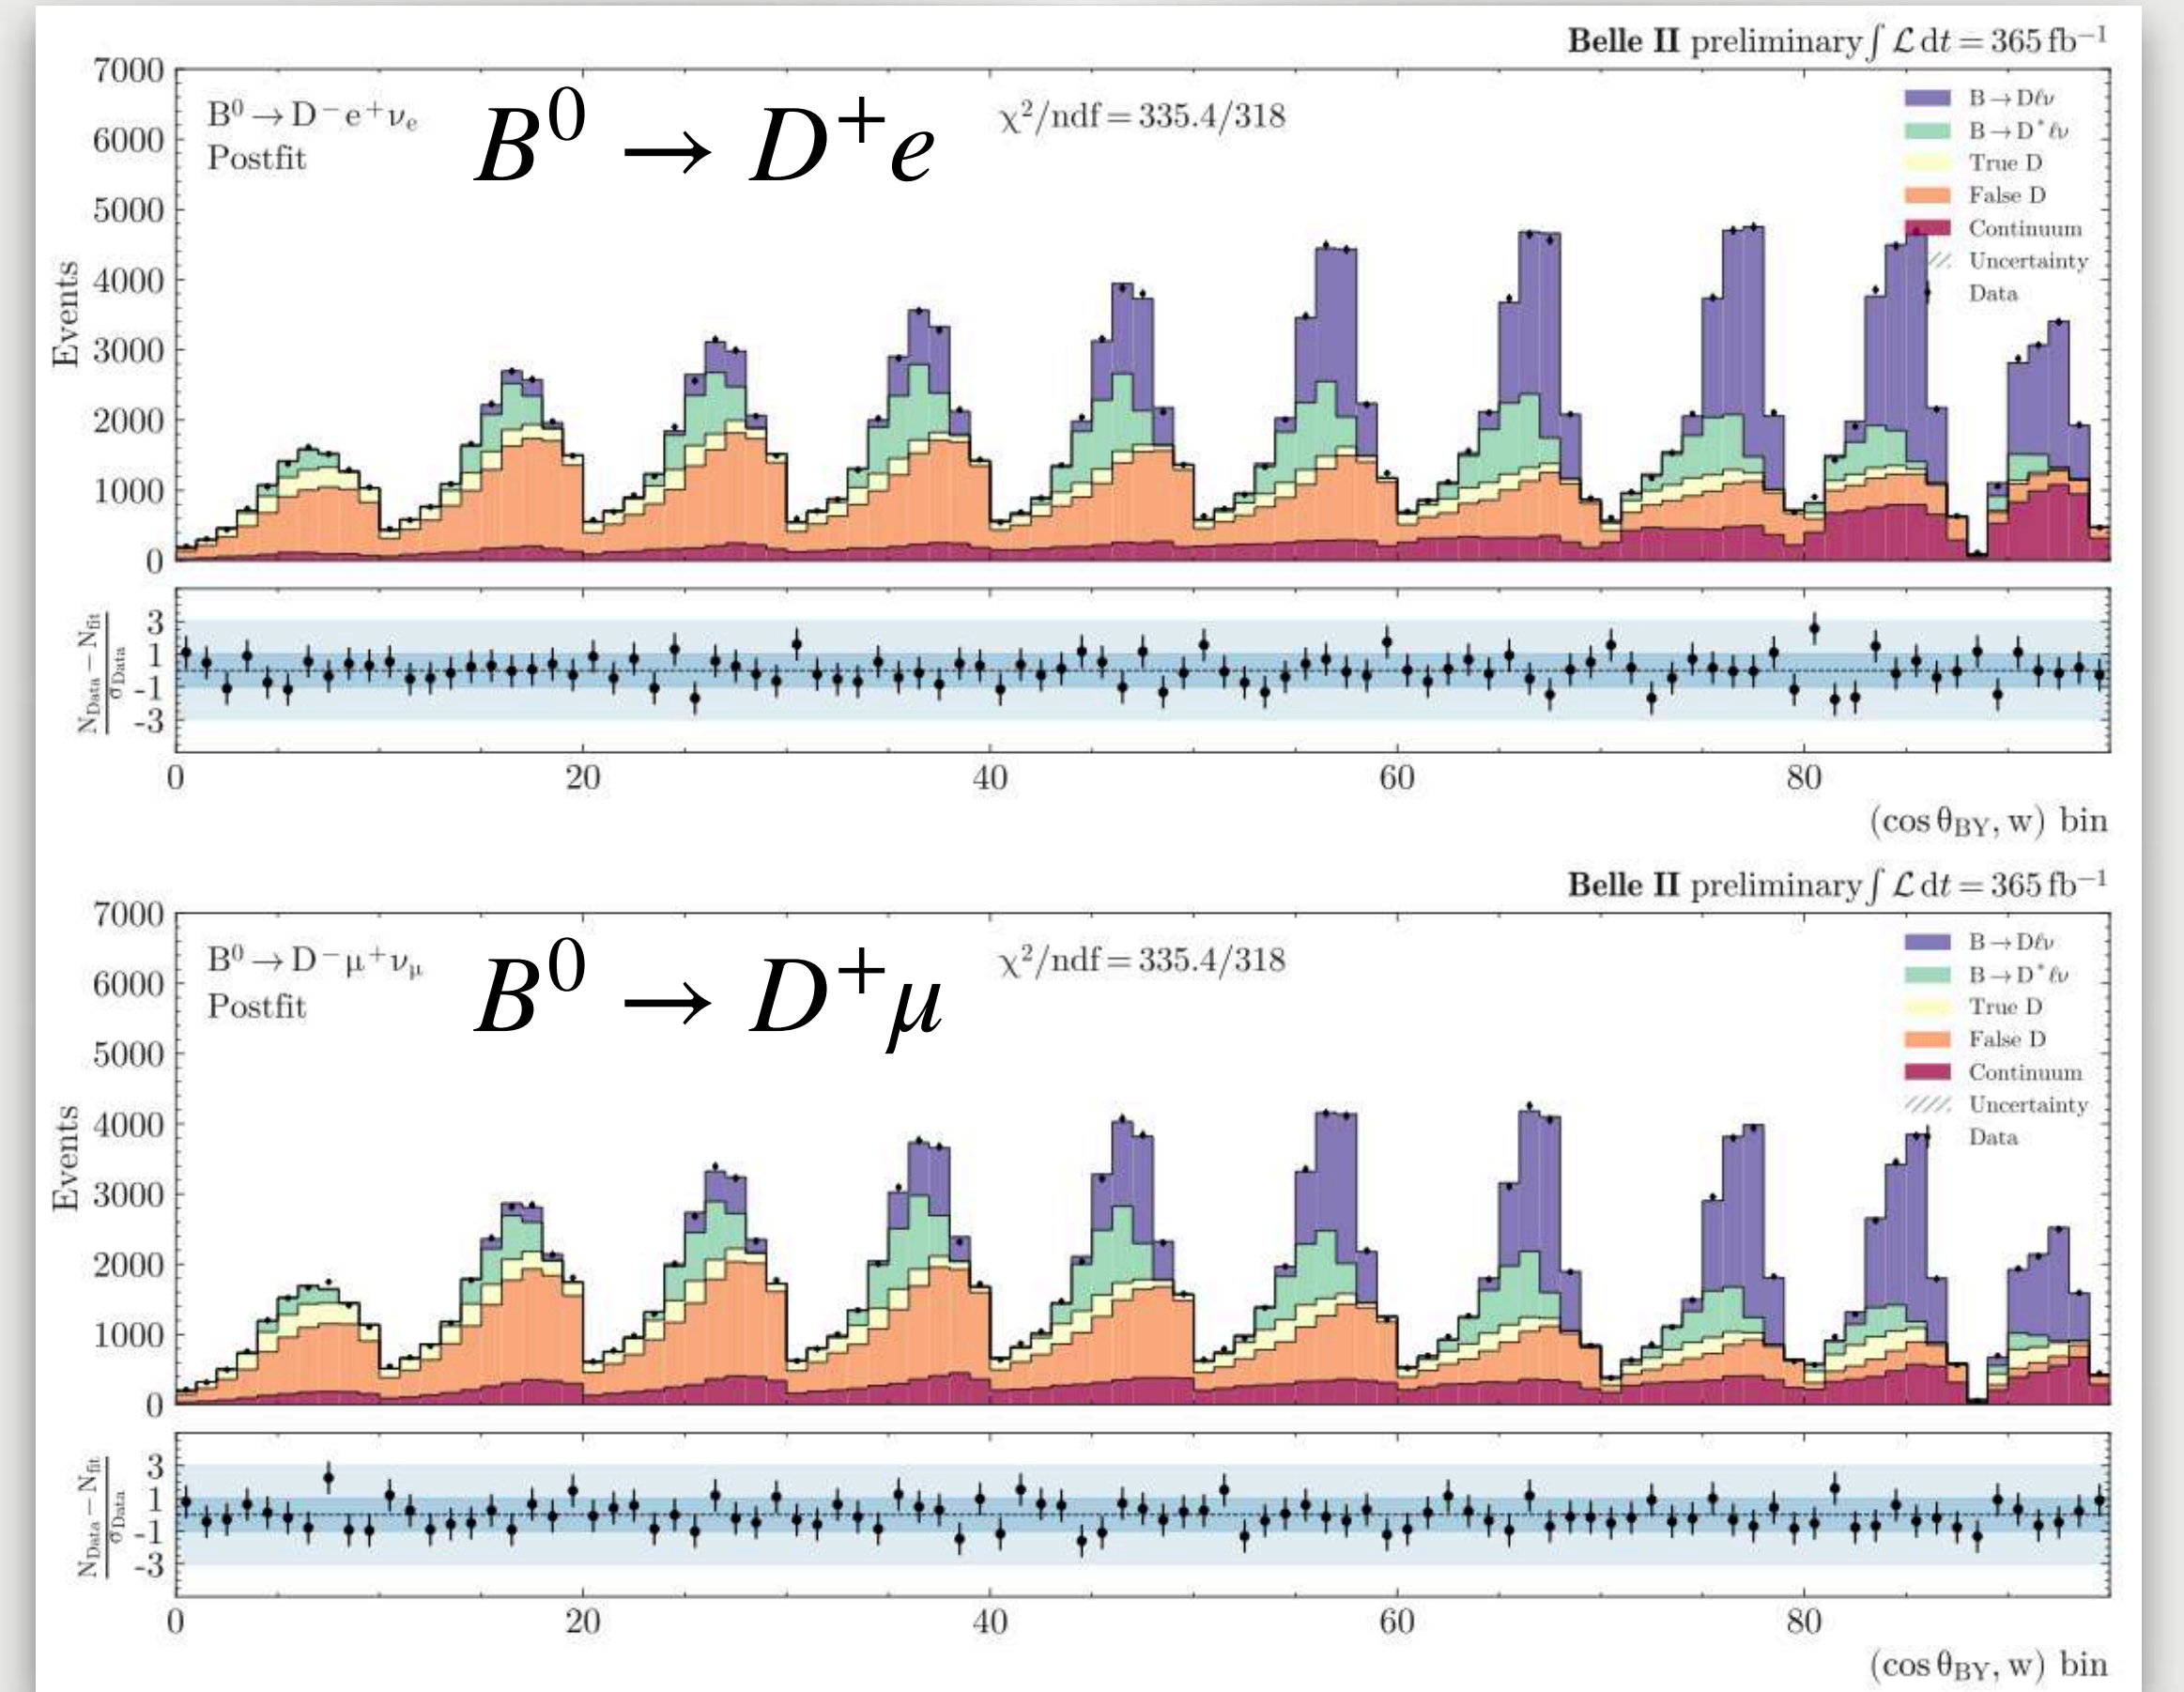 Belle II preliminary ∫ ℒ dt = 365 fb⁻¹
7000
6000
5000
4000
3000
2000
1000
0
Events
B⁰ → D⁻ e⁺ νₑ
Postfit
B⁰ → D⁺e
χ²/ndf = 335.4/318
B → Dℓν
B → D*ℓν
True D
False D
Continuum
Uncertainty
Data
N_Data − N_fit
σ_Data
3
1
-1
-3
0 20 40 60 80
(cos θ_BY, w) bin
Belle II preliminary ∫ ℒ dt = 365 fb⁻¹
7000
6000
5000
4000
3000
2000
1000
0
Events
B⁰ → D⁻ μ⁺ ν_μ
Postfit
B⁰ → D⁺μ
χ²/ndf = 335.4/318
B → Dℓν
B → D*ℓν
True D
False D
Continuum
Uncertainty
Data
N_Data − N_fit
σ_Data
3
1
-1
-3
0 20 40 60 80
(cos θ_BY, w) bin